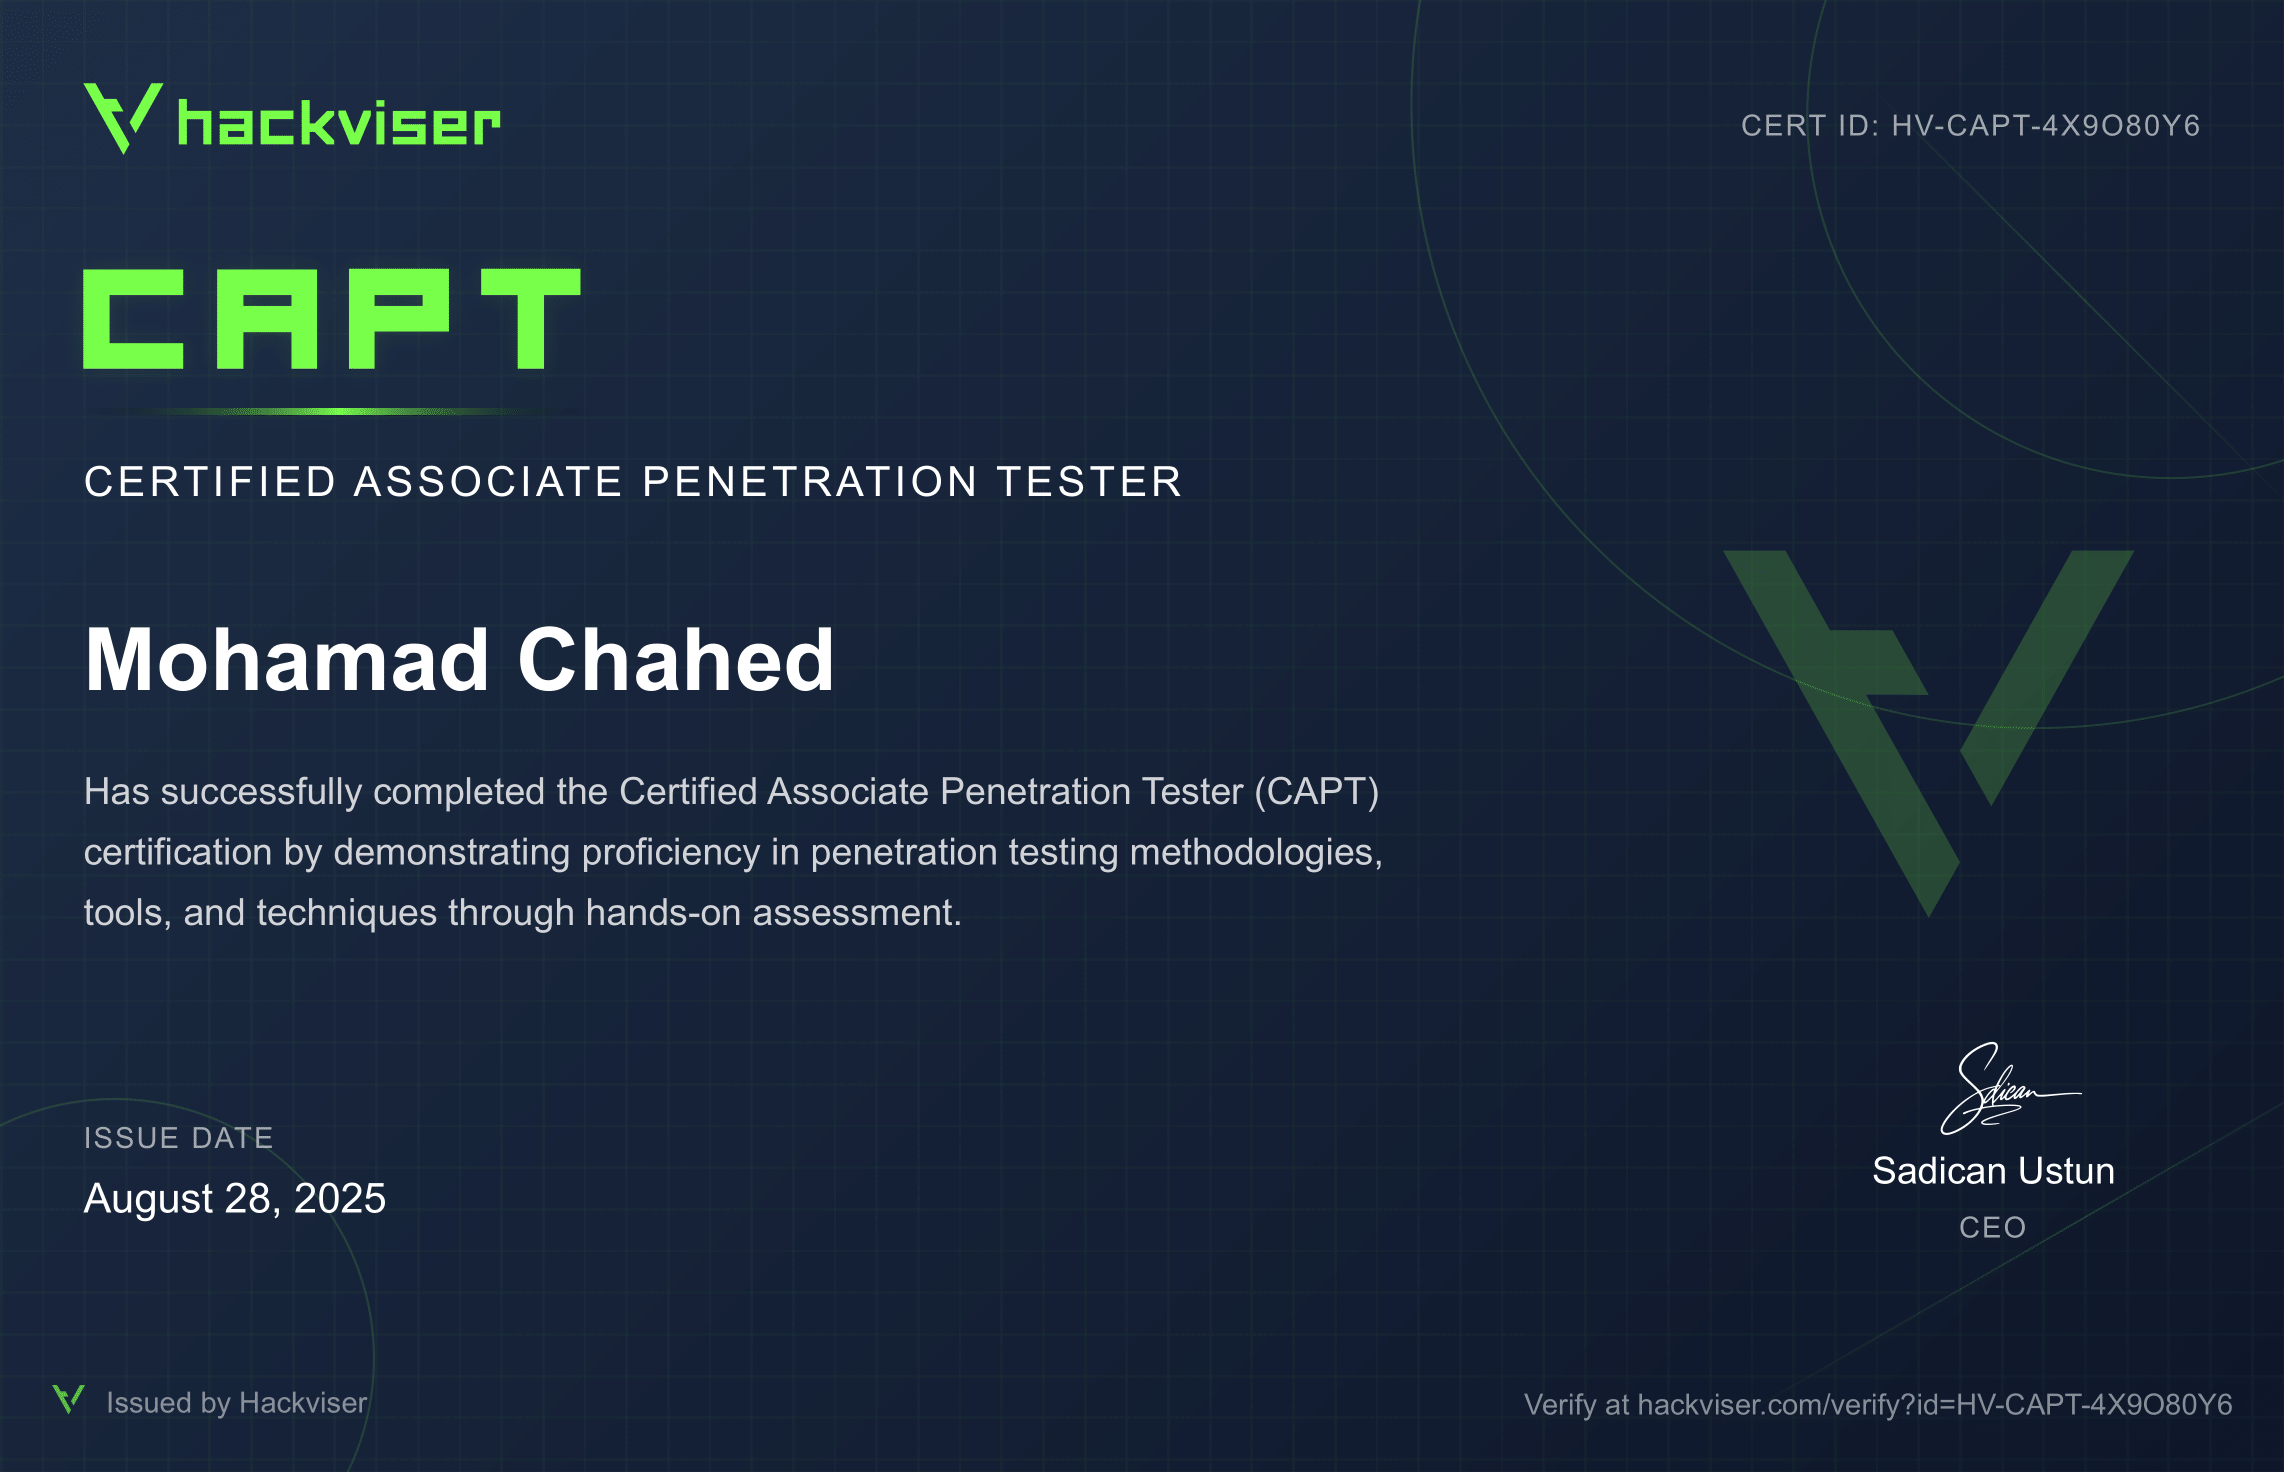 hackviser
CERT ID: HV-CAPT-4X9O80Y6
CAPT
CERTIFIED ASSOCIATE PENETRATION TESTER
Mohamad Chahed
Has successfully completed the Certified Associate Penetration Tester (CAPT)
certification by demonstrating proficiency in penetration testing methodologies,
tools, and techniques through hands-on assessment.
ISSUE DATE
August 28, 2025
Sdican
Sadican Ustun
CEO
Issued by Hackviser
Verify at hackviser.com/verify?id=HV-CAPT-4X9O80Y6